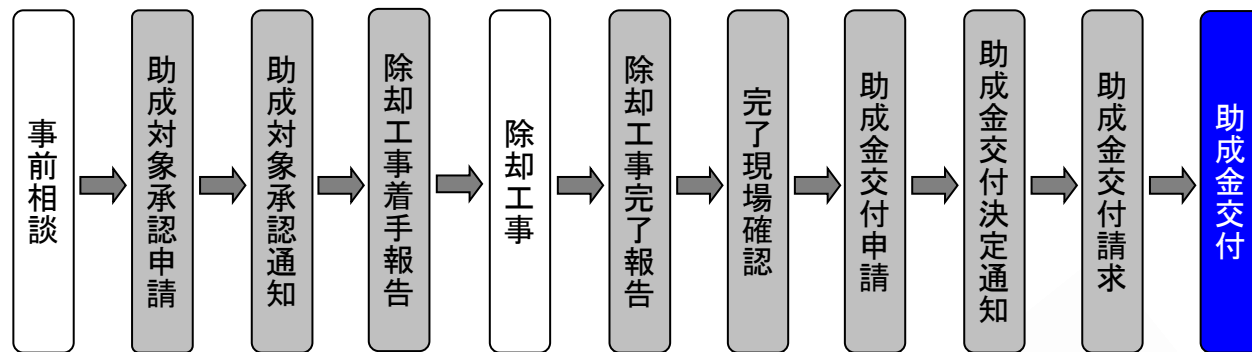 事前相談
助成対象承認申請
助成対象承認通知
除却工事着手報告
除却工事
除却工事完了報告
完了現場確認
助成金交付申請
助成金交付決定通知
助成金交付請求
助成金交付